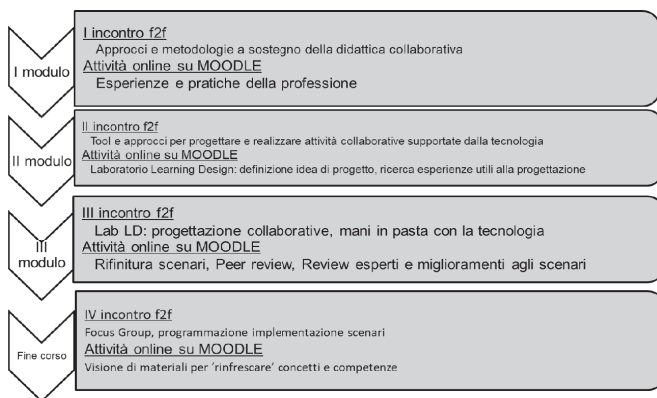 I modulo
I incontro f2f
Approcci e metodologie a sostegno della didattica collaborativa
Attività online su MOODLE
Esperienze e pratiche della professione
II modulo
II incontro f2f
Tool e approcci per progettare e realizzare attività collaborative supportate dalla tecnologia
Attività online su MOODLE
Laboratorio Learning Design: definizione idea di progetto, ricerca esperienze utili alla progettazione
III
modulo
III incontro f2f
Lab LD: progettazione collaborativa, mani in pasta con la tecnologia
Attività online su MOODLE
Rifinitura scenari, Peer review, Review esperti e miglioramenti agli scenari
Fine corso
IV incontro f2f
Focus Group, programmazione implementazione scenari
Attività online su MOODLE
Visione di materiali per ‘rinfrescare’ concetti e competenze